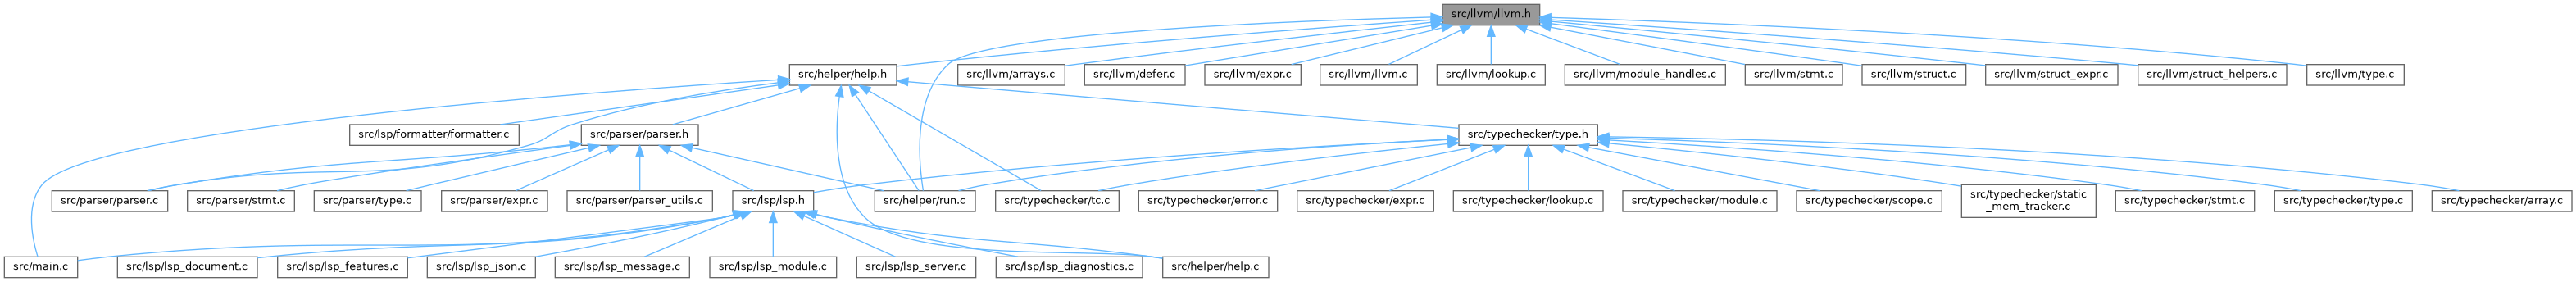 src/llvm/llvm.h
src/helper/help.h
src/llvm/arrays.c
src/llvm/defer.c
src/llvm/expr.c
src/llvm/llvm.c
src/llvm/lookup.c
src/llvm/module_handles.c
src/llvm/stmt.c
src/llvm/struct.c
src/llvm/struct_expr.c
src/llvm/struct_helpers.c
src/llvm/type.c
src/lsp/formatter/formatter.c
src/parser/parser.h
src/typechecker/type.h
src/parser/parser.c
src/parser/stmt.c
src/parser/type.c
src/parser/expr.c
src/parser/parser_utils.c
src/lsp/lsp.h
src/helper/run.c
src/typechecker/tc.c
src/typechecker/error.c
src/typechecker/expr.c
src/typechecker/lookup.c
src/typechecker/module.c
src/typechecker/scope.c
src/typechecker/static
_mem_tracker.c
src/typechecker/stmt.c
src/typechecker/type.c
src/typechecker/array.c
src/main.c
src/lsp/lsp_document.c
src/lsp/lsp_features.c
src/lsp/lsp_json.c
src/lsp/lsp_message.c
src/lsp/lsp_module.c
src/lsp/lsp_server.c
src/lsp/lsp_diagnostics.c
src/helper/help.c